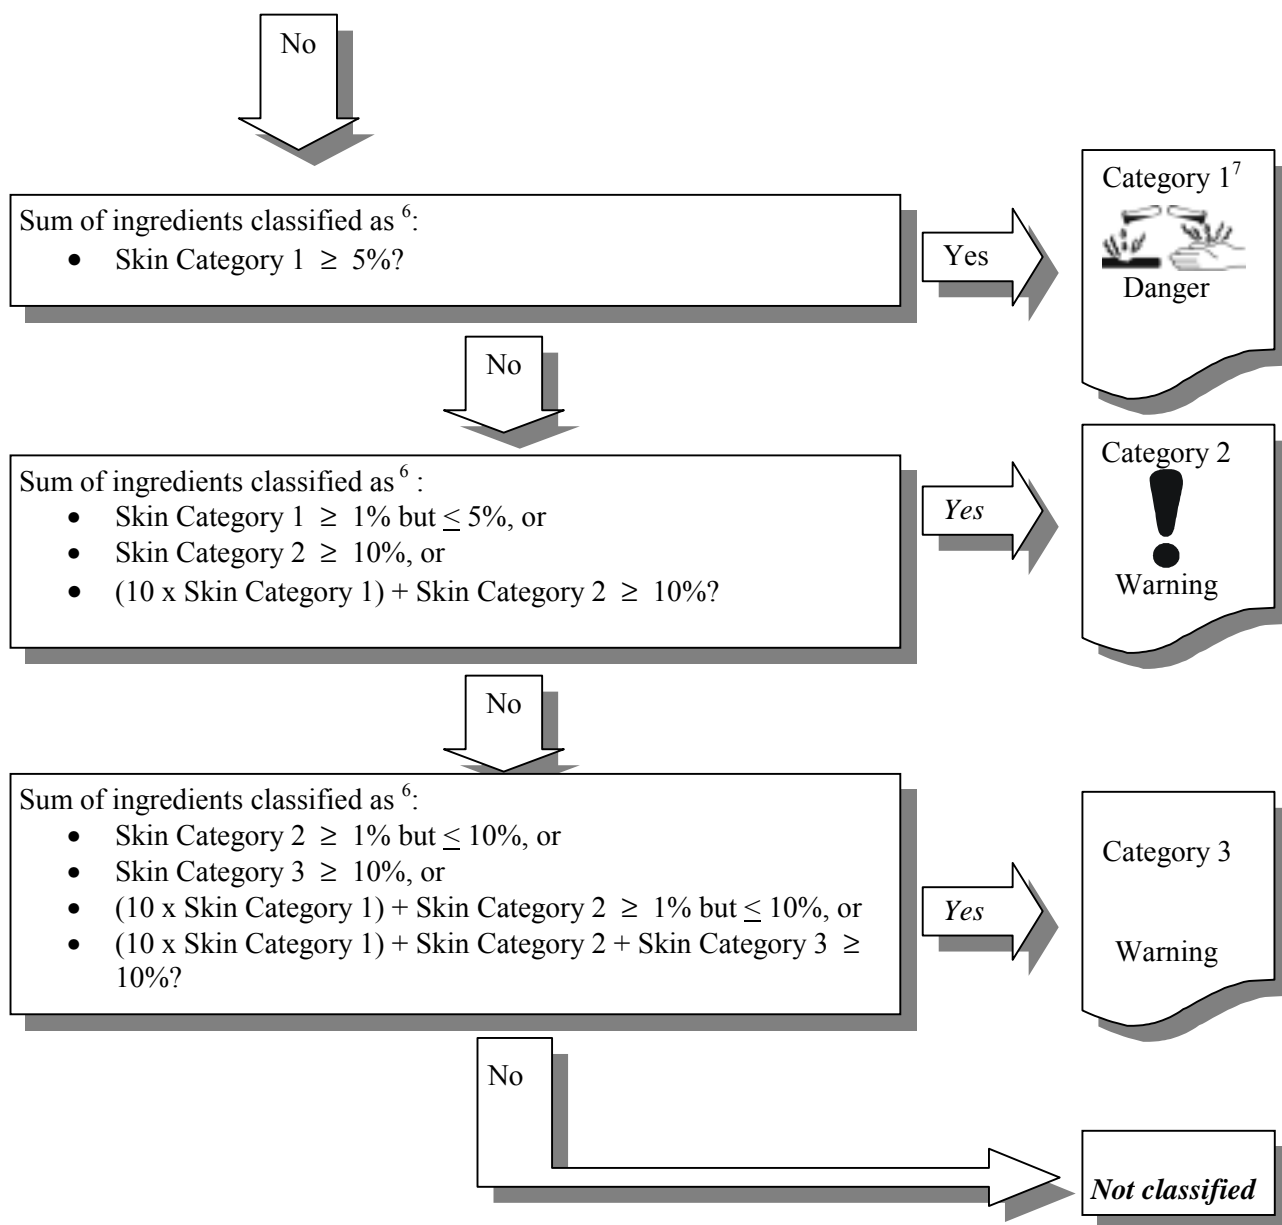 No
Sum of ingredients classified as ⁶:
• Skin Category 1 ≥ 5%?
Yes
Category 1⁷
Danger
No
Sum of ingredients classified as ⁶ :
• Skin Category 1 ≥ 1% but ≤ 5%, or
• Skin Category 2 ≥ 10%, or
• (10 x Skin Category 1) + Skin Category 2 ≥ 10%?
Yes
Category 2
Warning
No
Sum of ingredients classified as ⁶:
• Skin Category 2 ≥ 1% but ≤ 10%, or
• Skin Category 3 ≥ 10%, or
• (10 x Skin Category 1) + Skin Category 2 ≥ 1% but ≤ 10%, or
• (10 x Skin Category 1) + Skin Category 2 + Skin Category 3 ≥
10%?
Yes
Category 3
Warning
No
Not classified